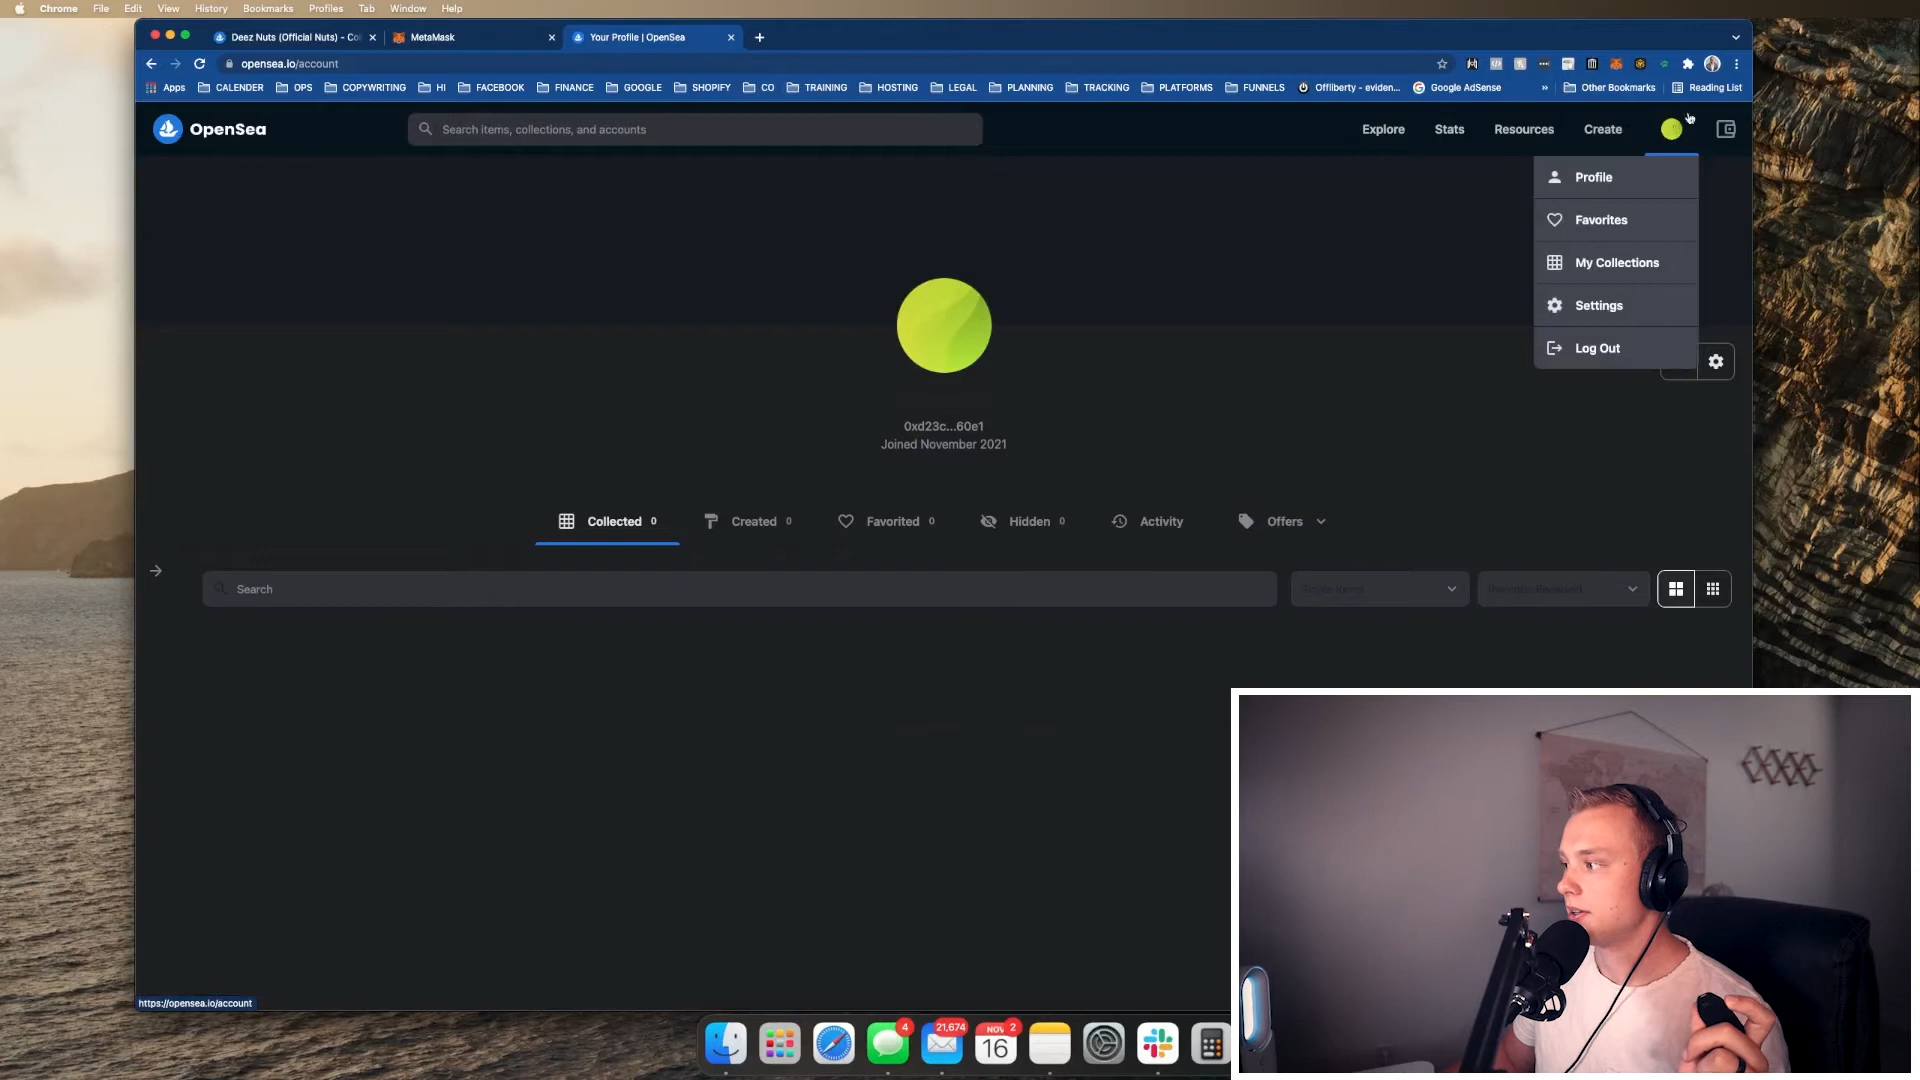 Chrome File Edit View History Bookmarks Profiles Tab Window Help
Deez Nuts (Official Nuts) - Co
MetaMask
Your Profile | OpenSea
opensea.io/account
Apps CALENDER OPS COPYWRITING HI FACEBOOK FINANCE GOOGLE SHOPIFY CO TRAINING HOSTING LEGAL PLANNING TRACKING PLATFORMS FUNNELS Offliberty - eviden... Google AdSense » Other Bookmarks Reading List
OpenSea
Search items, collections, and accounts
Explore Stats Resources Create
Profile
Favorites
My Collections
Settings
Log Out
0xd23c...60e1
Joined November 2021
Collected 0 Created 0 Favorited 0 Hidden 0 Activity Offers
Search
https://opensea.io/account
4
21,674
NOV 2
16